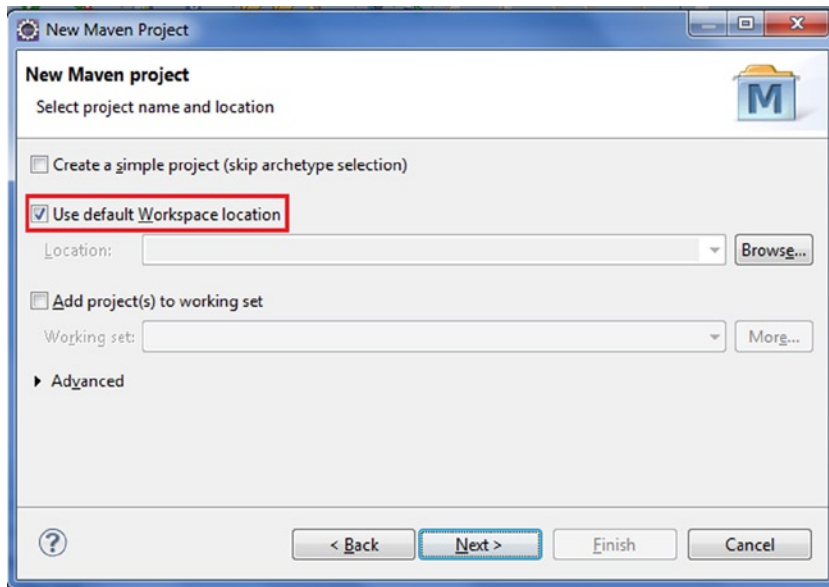 New Maven Project
New Maven project
Select project name and location
M
Create a simple project (skip archetype selection)
Use default Workspace location
Location:
Browse...
Add project(s) to working set
Working set:
More...
Advanced
?
< Back
Next >
Finish
Cancel